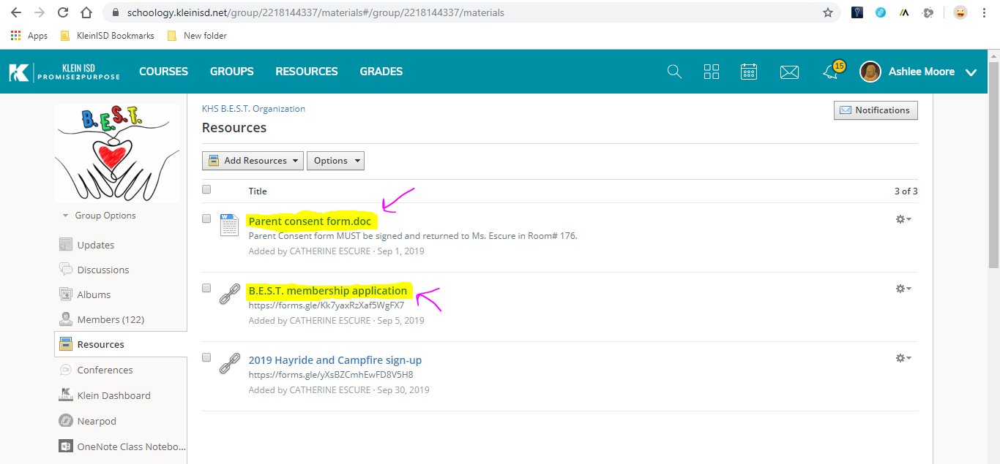 schoology.kleinisd.net/group/2218144337/materials#/group/2218144337/materials
Apps KleinISD Bookmarks New folder
KLEIN ISD
PROMISE2PURPOSE
COURSES GROUPS RESOURCES GRADES
15
Ashlee Moore
B.E.S.T.
KHS B.E.S.T. Organization
Notifications
Resources
Add Resources Options
Title 3 of 3
Group Options
Parent consent form.doc
Parent Consent form MUST be signed and returned to Ms. Escure in Room# 176.
Added by CATHERINE ESCURE · Sep 1, 2019
Updates
Discussions
Albums
Members (122)
Resources
Conferences
Klein Dashboard
Nearpod
OneNote Class Notebo...
B.E.S.T. membership application
https://forms.gle/Kk7yaxRzXaf5WgFX7
Added by CATHERINE ESCURE · Sep 5, 2019
2019 Hayride and Campfire sign-up
https://forms.gle/yXsBZCmhEwFD8V5H8
Added by CATHERINE ESCURE · Sep 30, 2019